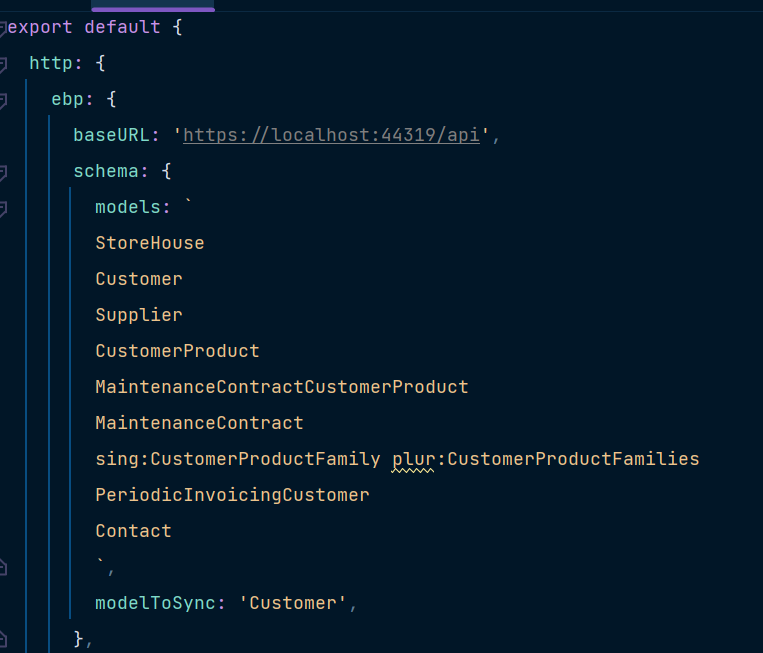 export default {
http: {
ebp: {
baseURL: 'https://localhost:44319/api',
schema: {
models: `
StoreHouse
Customer
Supplier
CustomerProduct
MaintenanceContractCustomerProduct
MaintenanceContract
sing:CustomerProductFamily plur:CustomerProductFamilies
PeriodicInvoicingCustomer
Contact
`,
modelToSync: 'Customer',
},